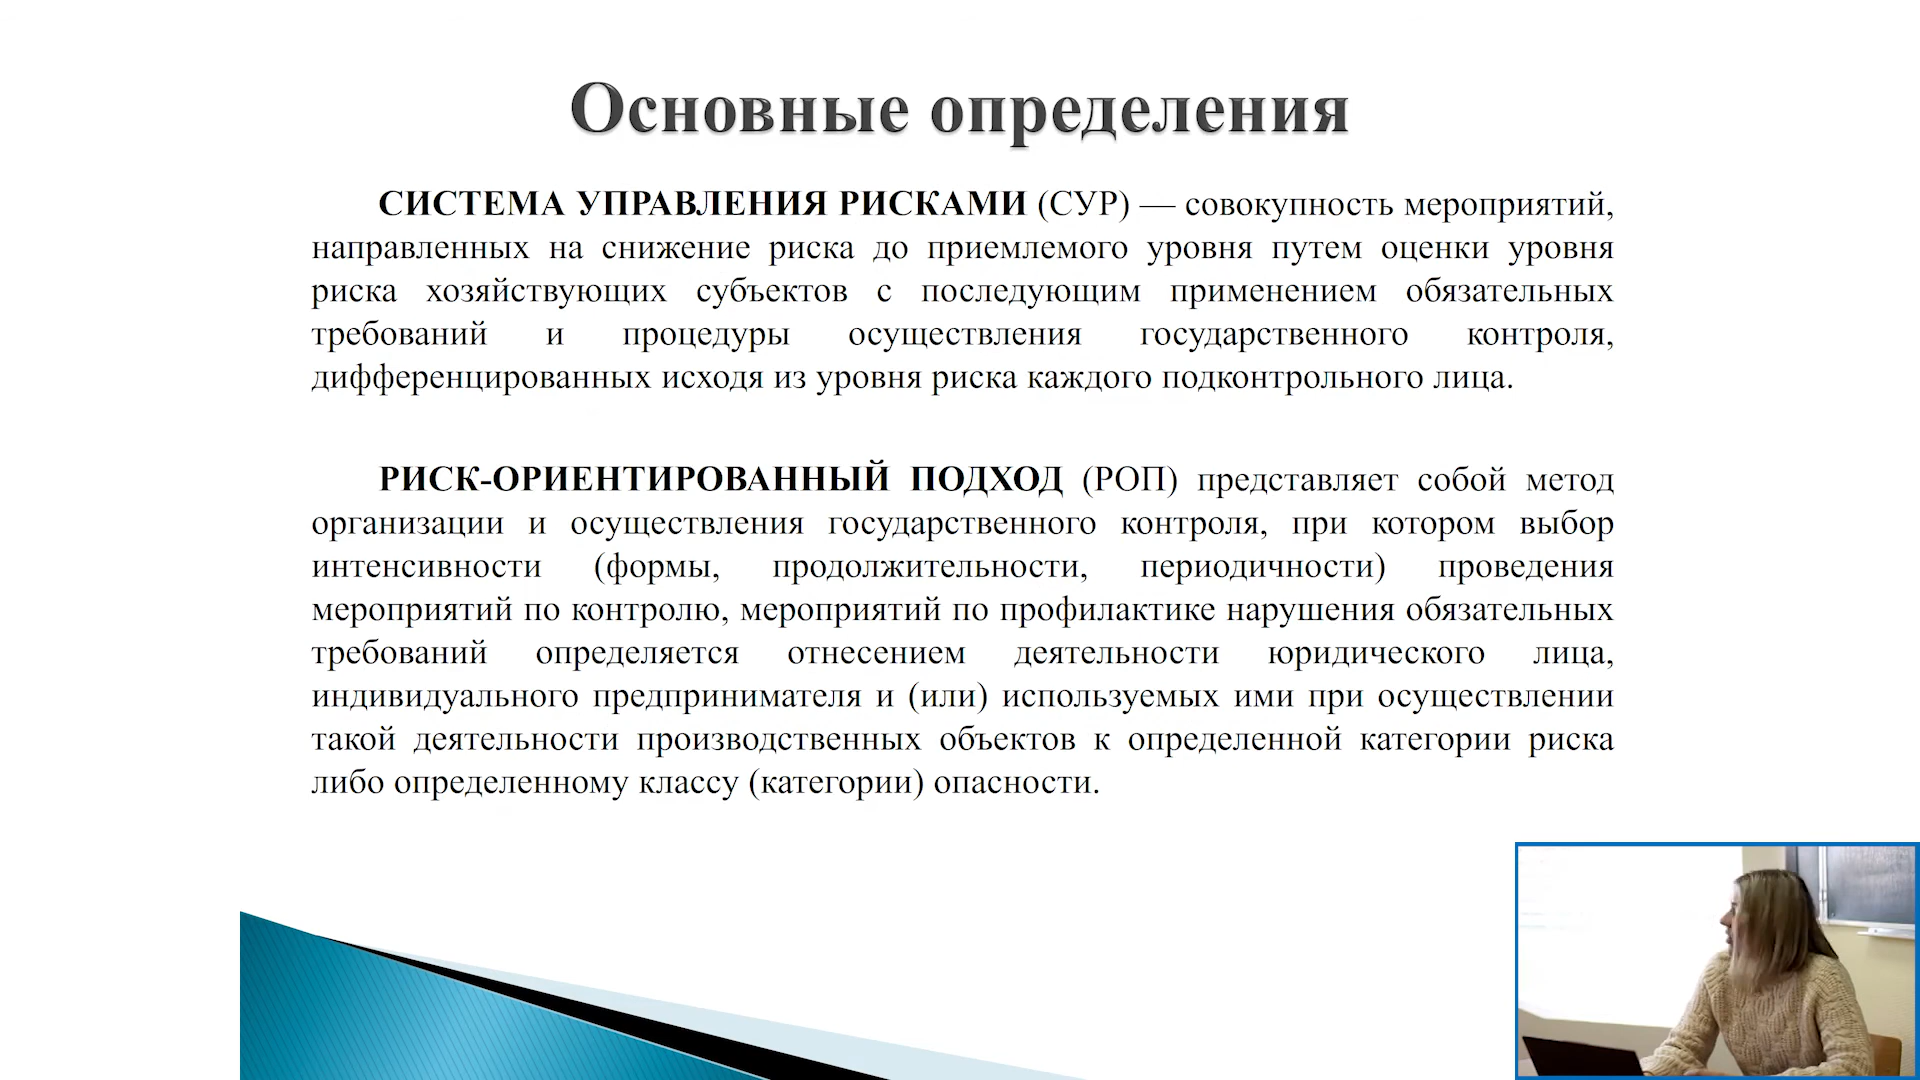 Основные определения
СИСТЕМА УПРАВЛЕНИЯ РИСКАМИ (СУР) — совокупность мероприятий,
направленных на снижение риска до приемлемого уровня путем оценки уровня
риска хозяйствующих субъектов с последующим применением обязательных
требований и процедуры осуществления государственного контроля,
дифференцированных исходя из уровня риска каждого подконтрольного лица.
РИСК-ОРИЕНТИРОВАННЫЙ ПОДХОД (РОП) представляет собой метод
организации и осуществления государственного контроля, при котором выбор
интенсивности (формы, продолжительности, периодичности) проведения
мероприятий по контролю, мероприятий по профилактике нарушения обязательных
требований определяется отнесением деятельности юридического лица,
индивидуального предпринимателя и (или) используемых ими при осуществлении
такой деятельности производственных объектов к определенной категории риска
либо определенному классу (категории) опасности.